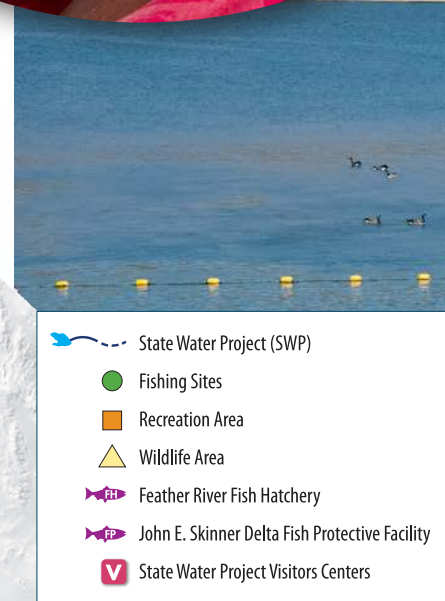 State Water Project (SWP)
Fishing Sites
Recreation Area
Wildlife Area
FH Feather River Fish Hatchery
FP John E. Skinner Delta Fish Protective Facility
V State Water Project Visitors Centers